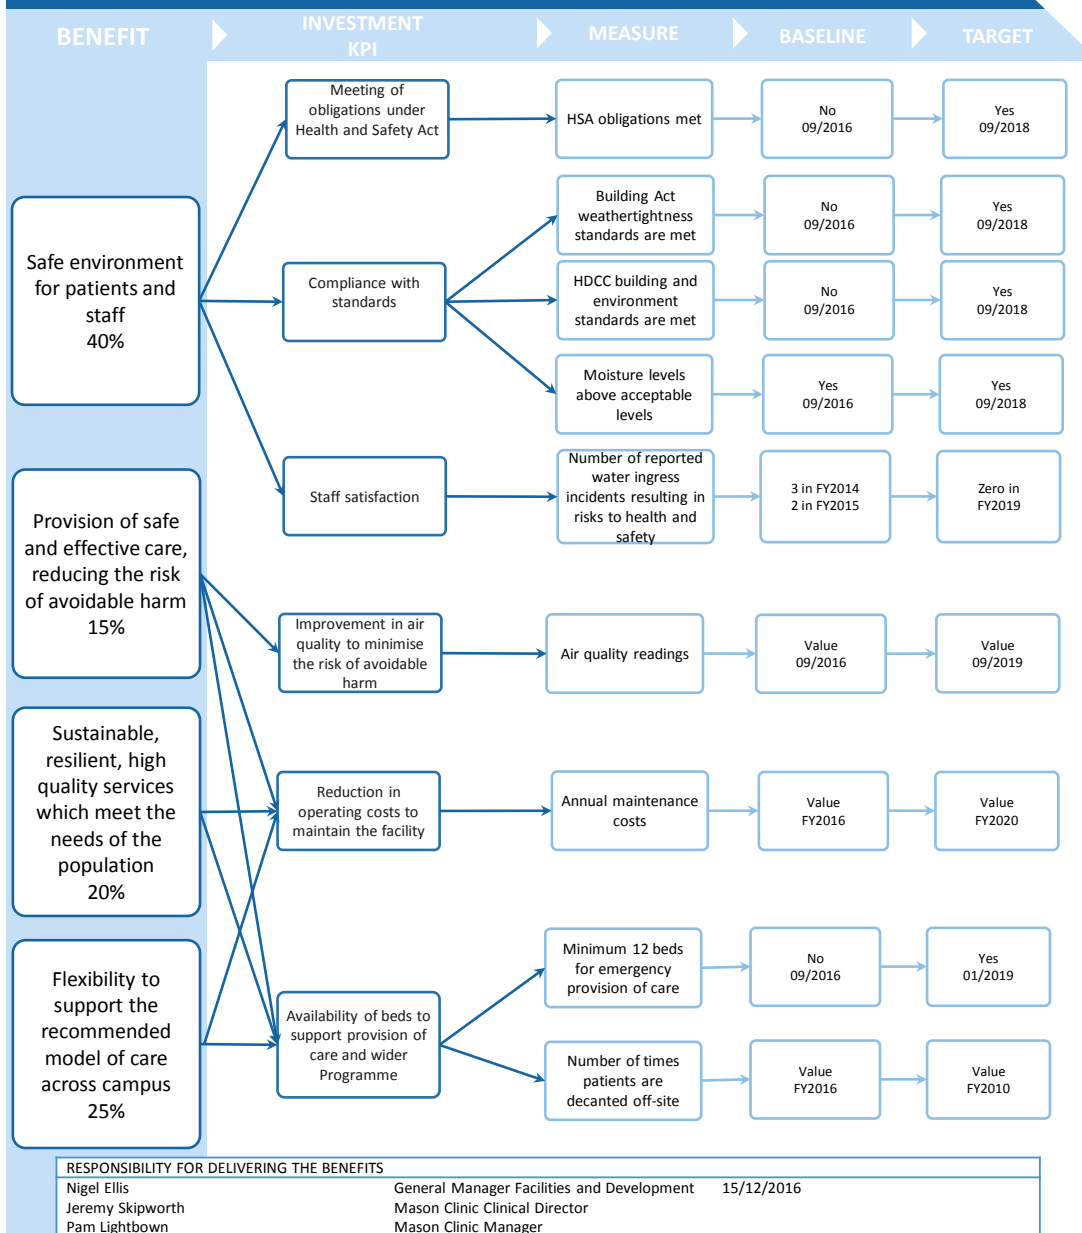 BENEFIT
INVESTMENT
KPI
MEASURE
BASELINE
TARGET
Safe environment
for patients and
staff
40%
Provision of safe
and effective care,
reducing the risk
of avoidable harm
15%
Sustainable,
resilient, high
quality services
which meet the
needs of the
population
20%
Flexibility to
support the
recommended
model of care
across campus
25%
Meeting of
obligations under
Health and Safety Act
HSA obligations met
No
09/2016
Yes
09/2018
Compliance with
standards
Building Act
weathertightness
standards are met
No
09/2016
Yes
09/2018
HDCC building and
environment
standards are met
No
09/2016
Yes
09/2018
Moisture levels
above acceptable
levels
Yes
09/2016
Yes
09/2018
Staff satisfaction
Number of reported
water ingress
incidents resulting in
risks to health and
safety
3 in FY2014
2 in FY2015
Zero in
FY2019
Improvement in air
quality to minimise
the risk of avoidable
harm
Air quality readings
Value
09/2016
Value
09/2019
Reduction in
operating costs to
maintain the facility
Annual maintenance
costs
Value
FY2016
Value
FY2020
Availability of beds to
support provision of
care and wider
Programme
Minimum 12 beds
for emergency
provision of care
No
09/2016
Yes
01/2019
Number of times
patients are
decanted off-site
Value
FY2016
Value
FY2010
RESPONSIBILITY FOR DELIVERING THE BENEFITS
Nigel Ellis General Manager Facilities and Development 15/12/2016
Jeremy Skipworth Mason Clinic Clinical Director
Pam Lightbown Mason Clinic Manager